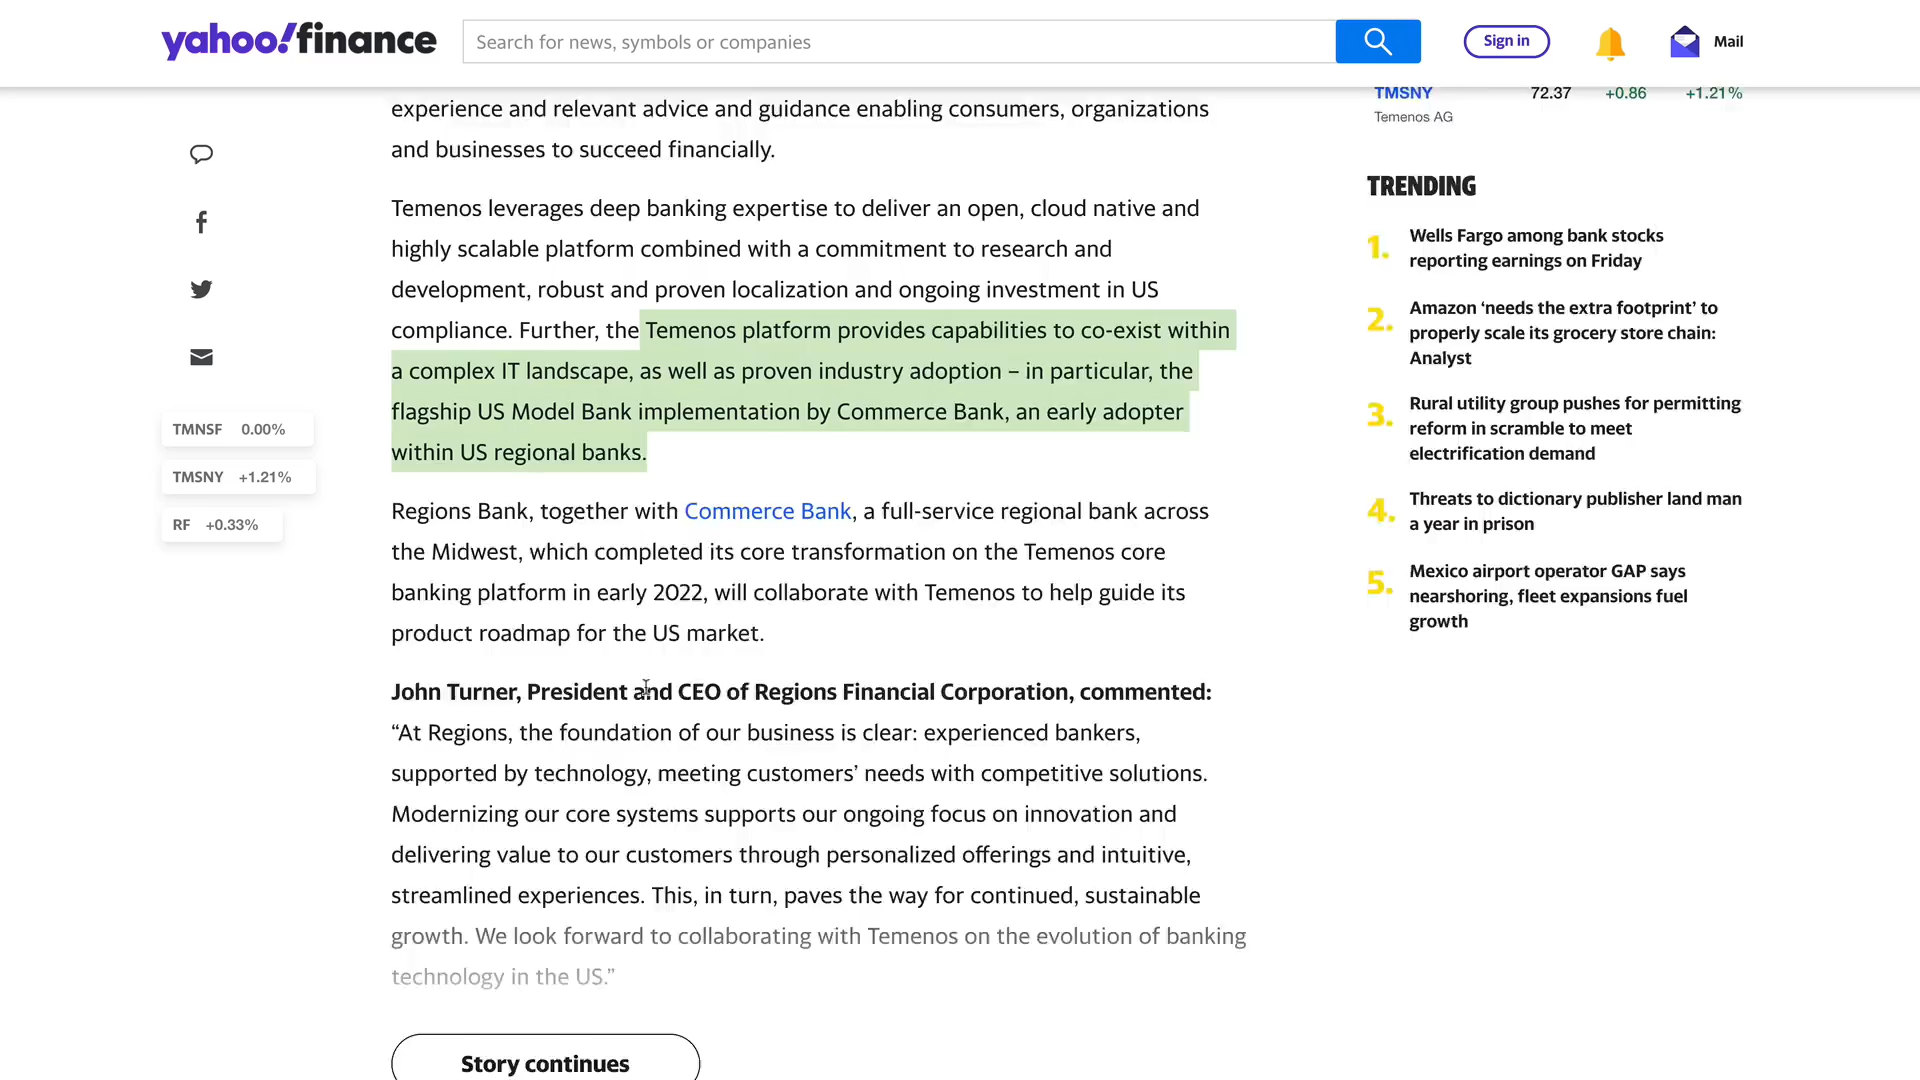 yahoo!finance
Search for news, symbols or companies
Sign in
Mail
experience and relevant advice and guidance enabling consumers, organizations
and businesses to succeed financially.
Temenos leverages deep banking expertise to deliver an open, cloud native and
highly scalable platform combined with a commitment to research and
development, robust and proven localization and ongoing investment in US
compliance. Further, the Temenos platform provides capabilities to co-exist within
a complex IT landscape, as well as proven industry adoption – in particular, the
flagship US Model Bank implementation by Commerce Bank, an early adopter
within US regional banks.
Regions Bank, together with Commerce Bank, a full-service regional bank across
the Midwest, which completed its core transformation on the Temenos core
banking platform in early 2022, will collaborate with Temenos to help guide its
product roadmap for the US market.
John Turner, President and CEO of Regions Financial Corporation, commented:
“At Regions, the foundation of our business is clear: experienced bankers,
supported by technology, meeting customers’ needs with competitive solutions.
Modernizing our core systems supports our ongoing focus on innovation and
delivering value to our customers through personalized offerings and intuitive,
streamlined experiences. This, in turn, paves the way for continued, sustainable
growth. We look forward to collaborating with Temenos on the evolution of banking
technology in the US.”
Story continues
TMNSF 0.00%
TMSNY +1.21%
RF +0.33%
TMSNY 72.37 +0.86 +1.21%
Temenos AG
TRENDING
1. Wells Fargo among bank stocks
reporting earnings on Friday
2. Amazon ‘needs the extra footprint’ to
properly scale its grocery store chain:
Analyst
3. Rural utility group pushes for permitting
reform in scramble to meet
electrification demand
4. Threats to dictionary publisher land man
a year in prison
5. Mexico airport operator GAP says
nearshoring, fleet expansions fuel
growth